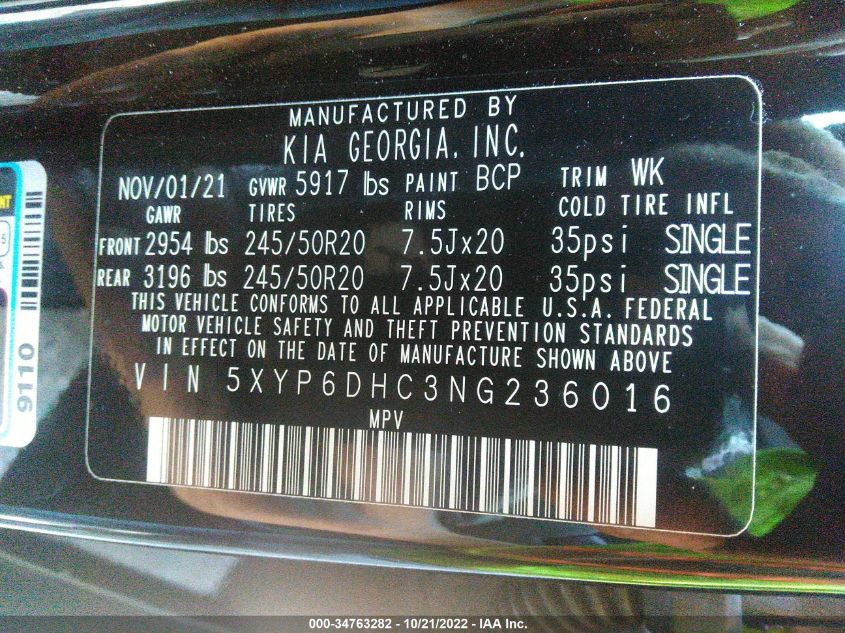 MANUFACTURED BY
KIA GEORGIA, INC.
NOV/01/21 GVWR 5917 lbs PAINT BCP TRIM WK
GAWR TIRES RIMS COLD TIRE INFL
FRONT 2954 lbs 245/50R20 7.5Jx20 35psi SINGLE
REAR 3196 lbs 245/50R20 7.5Jx20 35psi SINGLE
THIS VEHICLE CONFORMS TO ALL APPLICABLE U.S.A. FEDERAL
MOTOR VEHICLE SAFETY AND THEFT PREVENTION STANDARDS
IN EFFECT ON THE DATE OF MANUFACTURE SHOWN ABOVE
VIN 5XYP6DHC3NG236016
MPV
9110
000-34763282 - 10/21/2022 - IAA Inc.